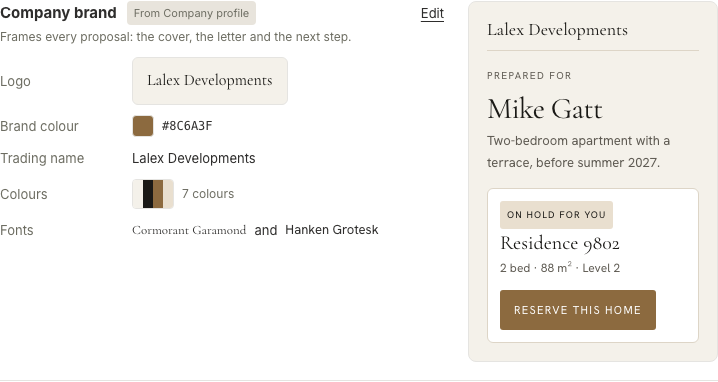 Company brand From Company profile Edit
Frames every proposal: the cover, the letter and the next step.
Logo Lalex Developments
Brand colour #8C6A3F
Trading name Lalex Developments
Colours 7 colours
Fonts Cormorant Garamond and Hanken Grotesk
Lalex Developments
PREPARED FOR
Mike Gatt
Two-bedroom apartment with a
terrace, before summer 2027.
ON HOLD FOR YOU
Residence 9802
2 bed · 88 m² · Level 2
RESERVE THIS HOME